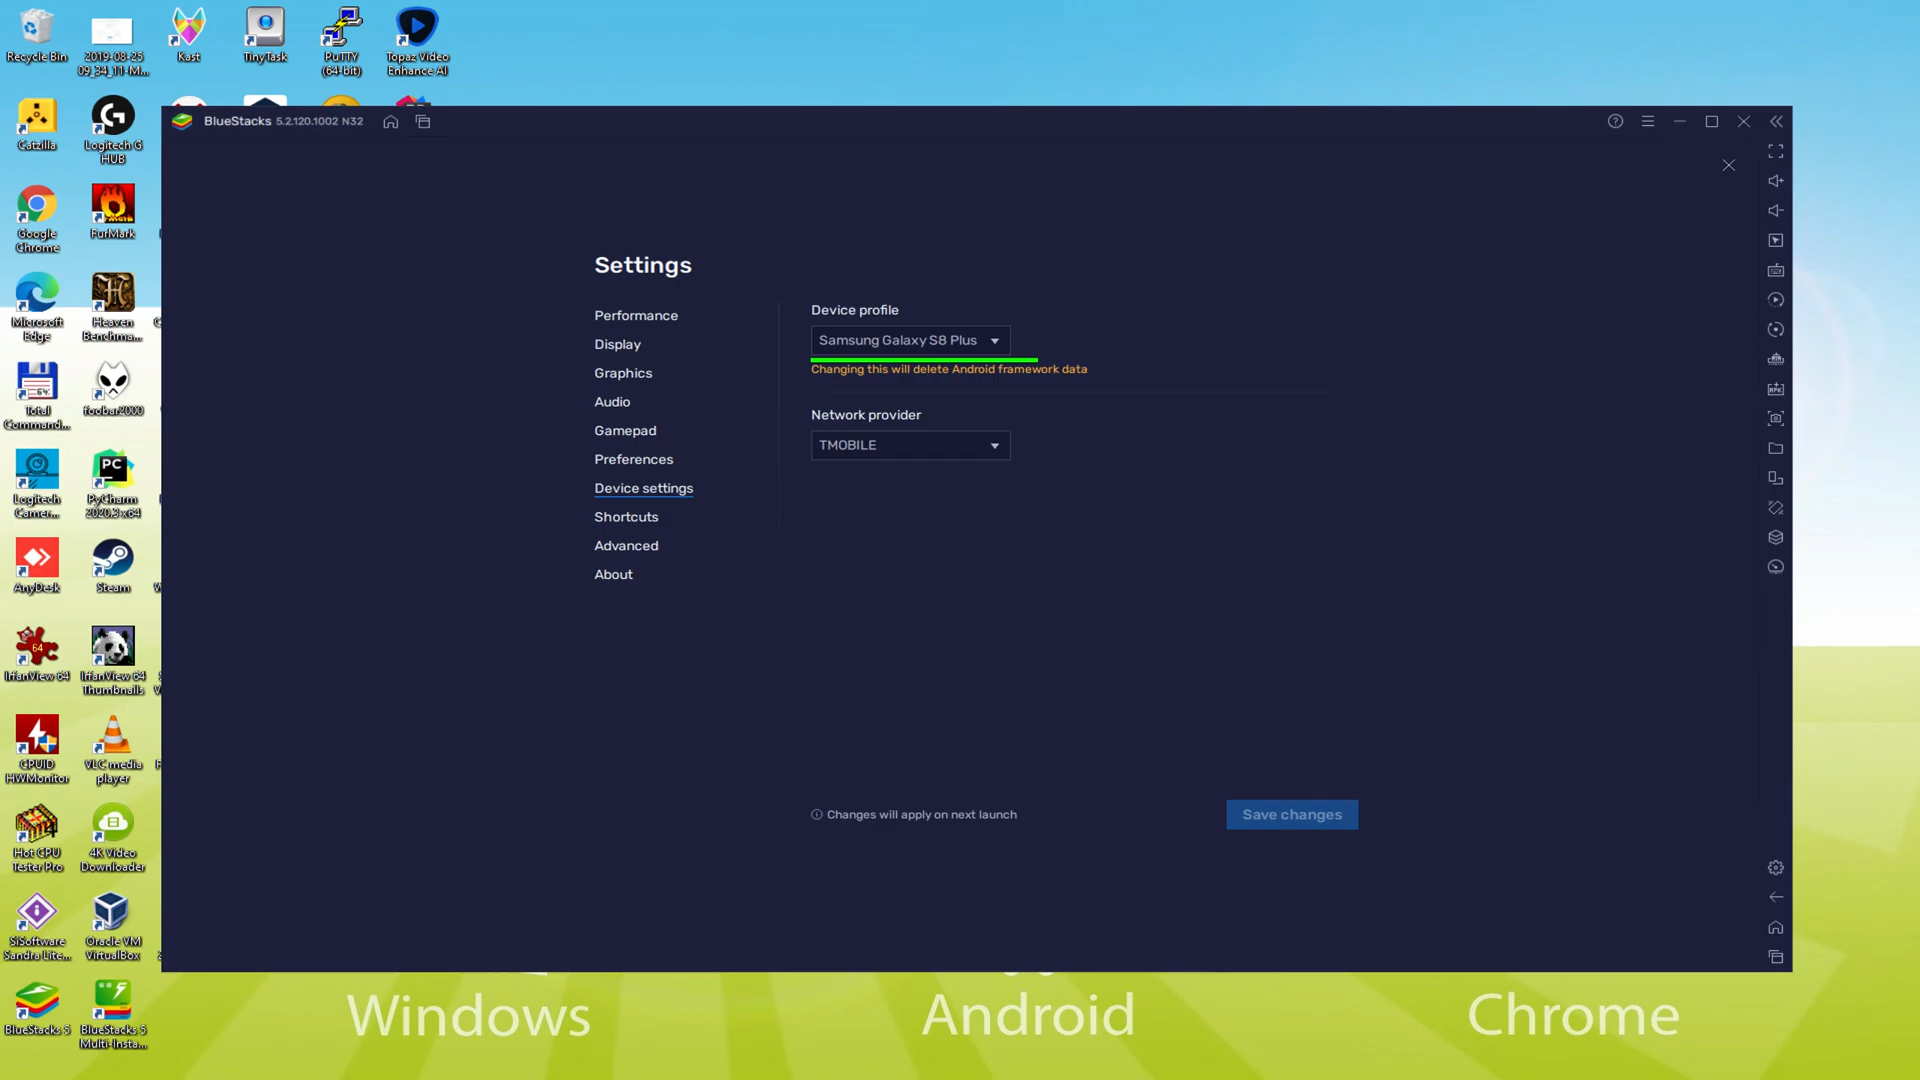 Recycle Bin
2019-08-25
09_34_11-M...
Kast
TinyTask
PuTTY
(64-bit)
Topaz Video
Enhance AI
Catzilla
Logitech G
HUB
Google
Chrome
FurMark
Microsoft
Edge
Heaven
Benchma...
Total
Command...
foobar2000
Logitech
Camer...
PyCharm
2020.3 x64
AnyDesk
Steam
IrfanView 64
IrfanView 64
Thumbnails
CPUID
HWMonitor
VLC media
player
Hot CPU
Tester Pro
4K Video
Downloader
SiSoftware
Sandra Lite...
Oracle VM
VirtualBox
BlueStacks 5
BlueStacks 5
Multi-Insta...
BlueStacks 5.2.120.1002 N32
Settings
Performance
Display
Graphics
Audio
Gamepad
Preferences
Device settings
Shortcuts
Advanced
About
Device profile
Samsung Galaxy S8 Plus
Changing this will delete Android framework data
Network provider
TMOBILE
Changes will apply on next launch
Save changes
Windows
Android
Chrome